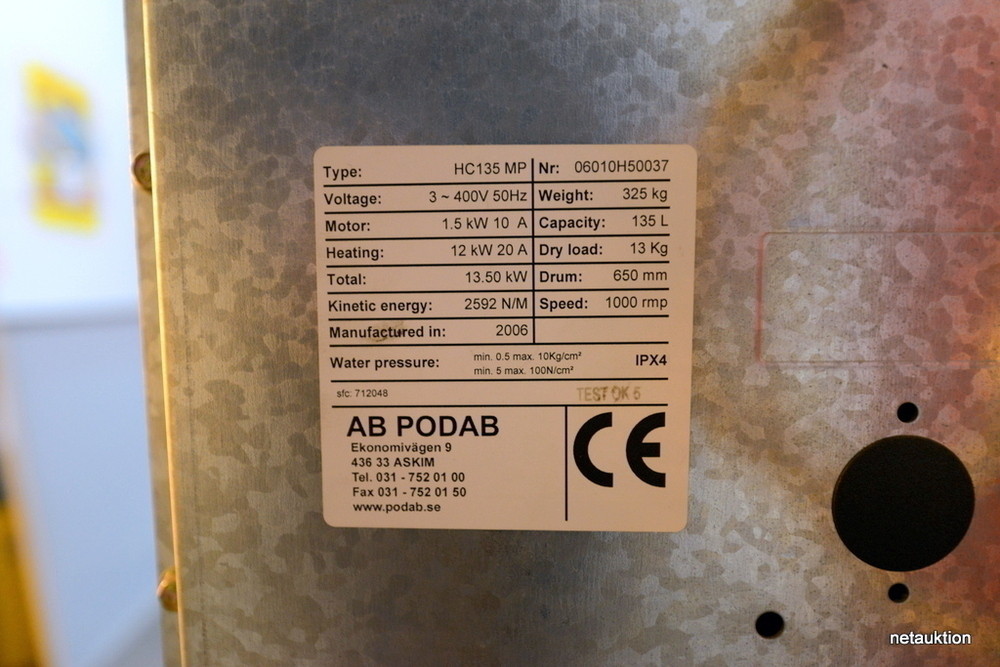 Type: HC135 MP Nr: 06010H50037
Voltage: 3 ~ 400V 50Hz Weight: 325 kg
Motor: 1.5 kW 10 A Capacity: 135 L
Heating: 12 kW 20 A Dry load: 13 Kg
Total: 13.50 kW Drum: 650 mm
Kinetic energy: 2592 N/M Speed: 1000 rmp
Manufactured in: 2006
Water pressure: min. 0.5 max. 10Kg/cm² IPX4
min. 5 max. 100N/cm²
sfc: 712048 TEST OK 5
AB PODAB CE
Ekonomivägen 9
436 33 ASKIM
Tel. 031 - 752 01 00
Fax 031 - 752 01 50
www.podab.se
netauktion